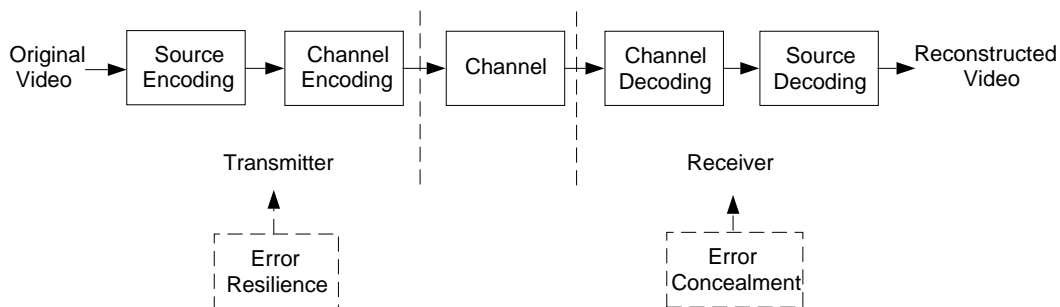 Original
Video
Source
Encoding
Channel
Encoding
Channel
Channel
Decoding
Source
Decoding
Reconstructed
Video
Transmitter
Receiver
Error
Resilience
Error
Concealment